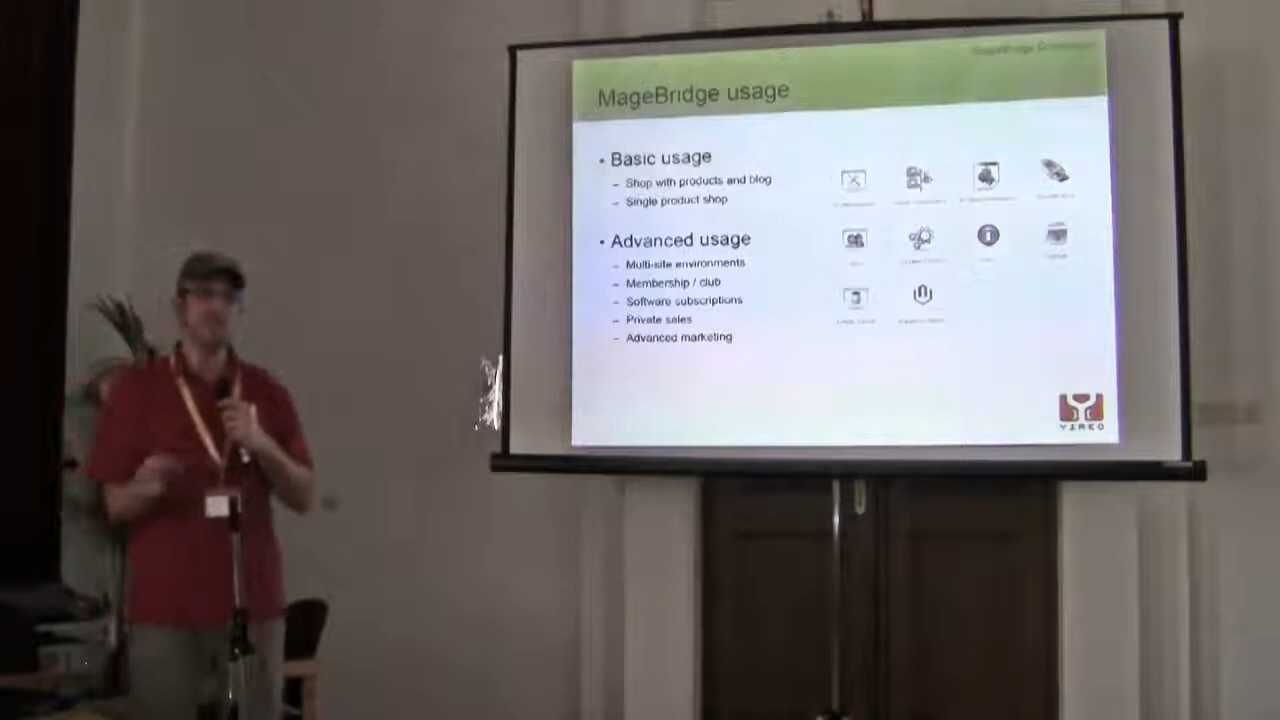 MageBridge usage
• Basic usage
– Shop with products and blog
– Single product shop
• Advanced usage
– Multi-site environments
– Membership / club
– Software subscriptions
– Private sales
– Advanced marketing
YIREO